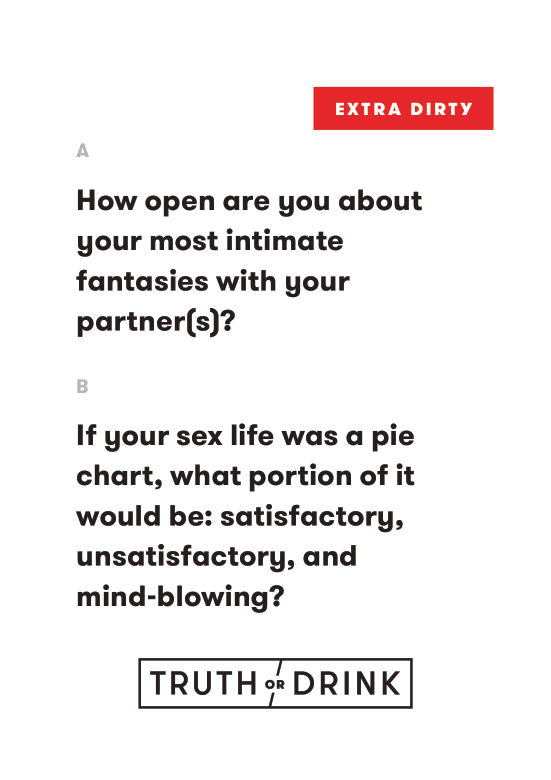 EXTRA DIRTY
A
How open are you about
your most intimate
fantasies with your
partner(s)?
B
If your sex life was a pie
chart, what portion of it
would be: satisfactory,
unsatisfactory, and
mind-blowing?
TRUTH OR DRINK